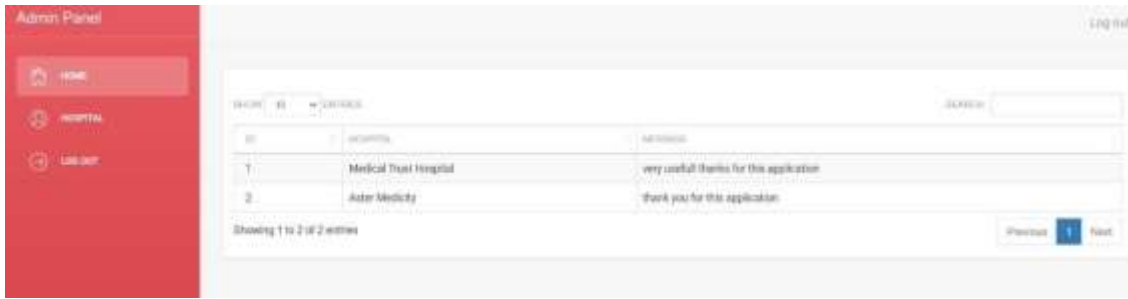 Admin Panel
Log out
HOME
HOSPITAL
LOG OUT
SHOW 10 ENTRIES
SEARCH:
ID HOSPITAL MESSAGE
1 Medical Trust Hospital very usefull thanks for this application
2 Aster Medicity thank you for this application
Showing 1 to 2 of 2 entries
Previous 1 Next